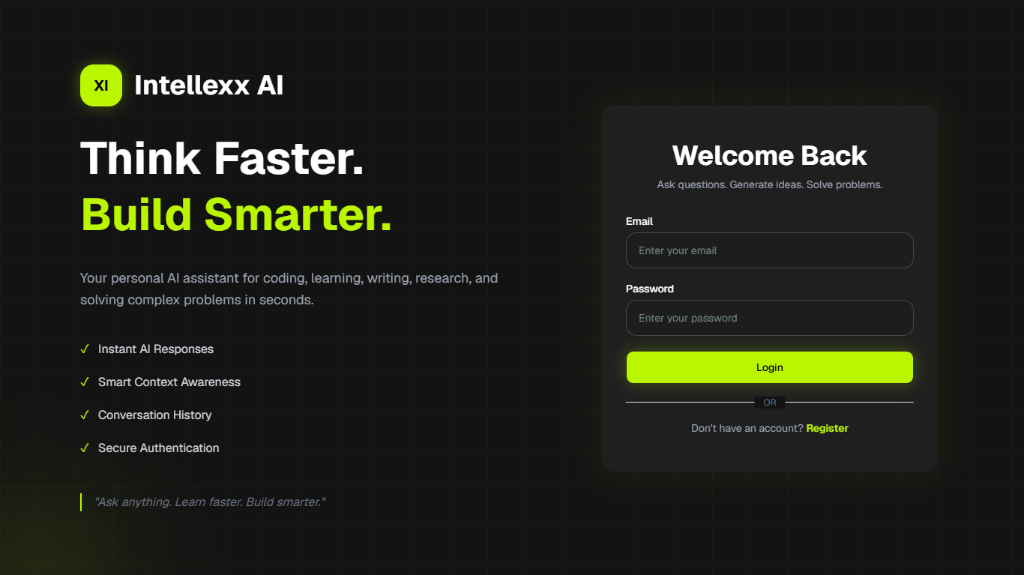 XI
Intellexx AI
Think Faster.
Build Smarter.
Your personal AI assistant for coding, learning, writing, research, and
solving complex problems in seconds.
✓ Instant AI Responses
✓ Smart Context Awareness
✓ Conversation History
✓ Secure Authentication
"Ask anything. Learn faster. Build smarter."
Welcome Back
Ask questions. Generate ideas. Solve problems.
Email
Enter your email
Password
Enter your password
Login
OR
Don't have an account? Register